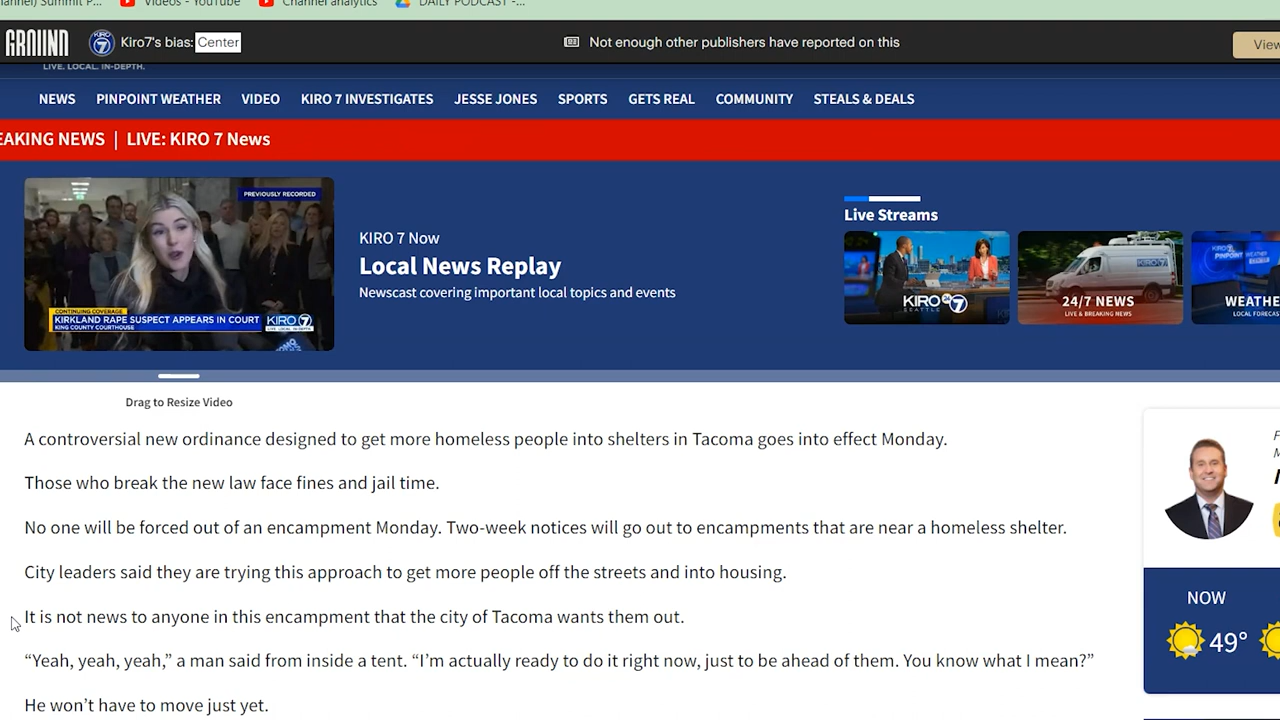 hannel) Summit P... Videos - YouTube Channel analytics DAILY PODCAST -...
GROUND Kiro7's bias: Center Not enough other publishers have reported on this View
LIVE. LOCAL. IN-DEPTH.
NEWS PINPOINT WEATHER VIDEO KIRO 7 INVESTIGATES JESSE JONES SPORTS GETS REAL COMMUNITY STEALS & DEALS
EAKING NEWS | LIVE: KIRO 7 News
PREVIOUSLY RECORDED
CONTINUING COVERAGE
KIRKLAND RAPE SUSPECT APPEARS IN COURT
KING COUNTY COURTHOUSE
KIRO 7
KIRO 7 Now
Local News Replay
Newscast covering important local topics and events
Live Streams
KIRO 7
SEATTLE
24/7 NEWS
LIVE & BREAKING NEWS
WEATHE
LOCAL FORECAS
Drag to Resize Video
A controversial new ordinance designed to get more homeless people into shelters in Tacoma goes into effect Monday.
Those who break the new law face fines and jail time.
No one will be forced out of an encampment Monday. Two-week notices will go out to encampments that are near a homeless shelter.
City leaders said they are trying this approach to get more people off the streets and into housing.
It is not news to anyone in this encampment that the city of Tacoma wants them out.
“Yeah, yeah, yeah,” a man said from inside a tent. “I’m actually ready to do it right now, just to be ahead of them. You know what I mean?”
He won’t have to move just yet.
NOW
49°